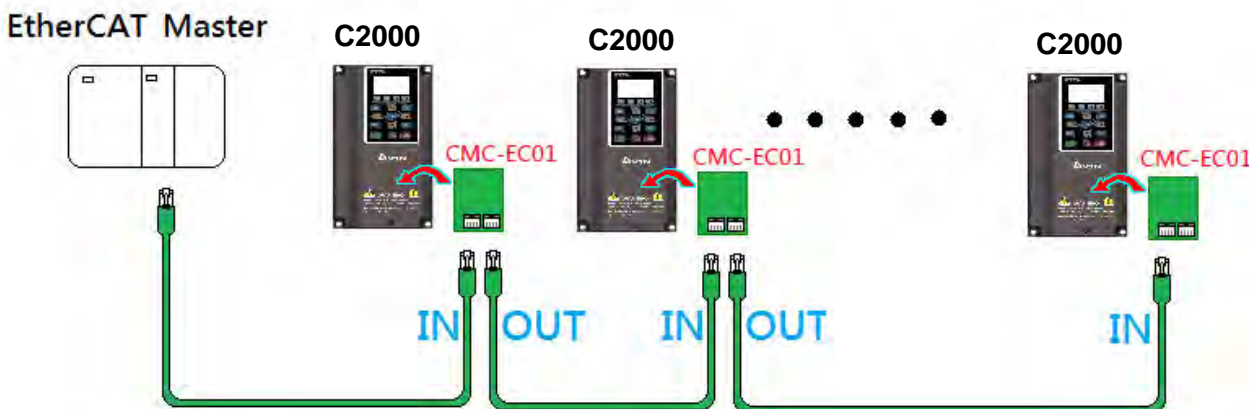 EtherCAT Master
C2000
C2000
C2000
CMC-EC01
CMC-EC01
CMC-EC01
IN
OUT
IN
OUT
IN